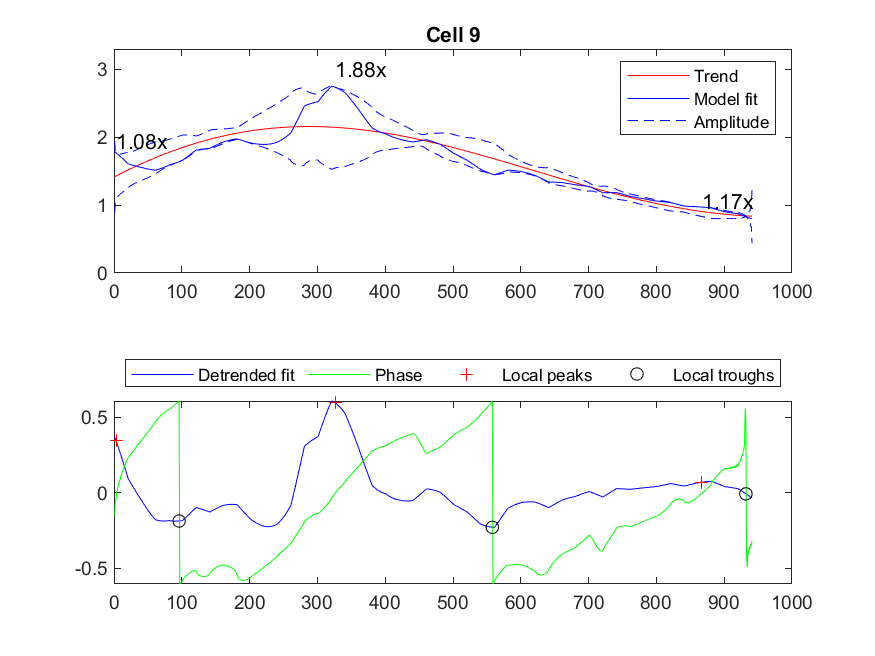 Cell 9
3
2
1
0
1.08x
1.88x
1.17x
Trend
Model fit
Amplitude
0 100 200 300 400 500 600 700 800 900 1000
Detrended fit Phase Local peaks Local troughs
0.5
0
-0.5
0 100 200 300 400 500 600 700 800 900 1000